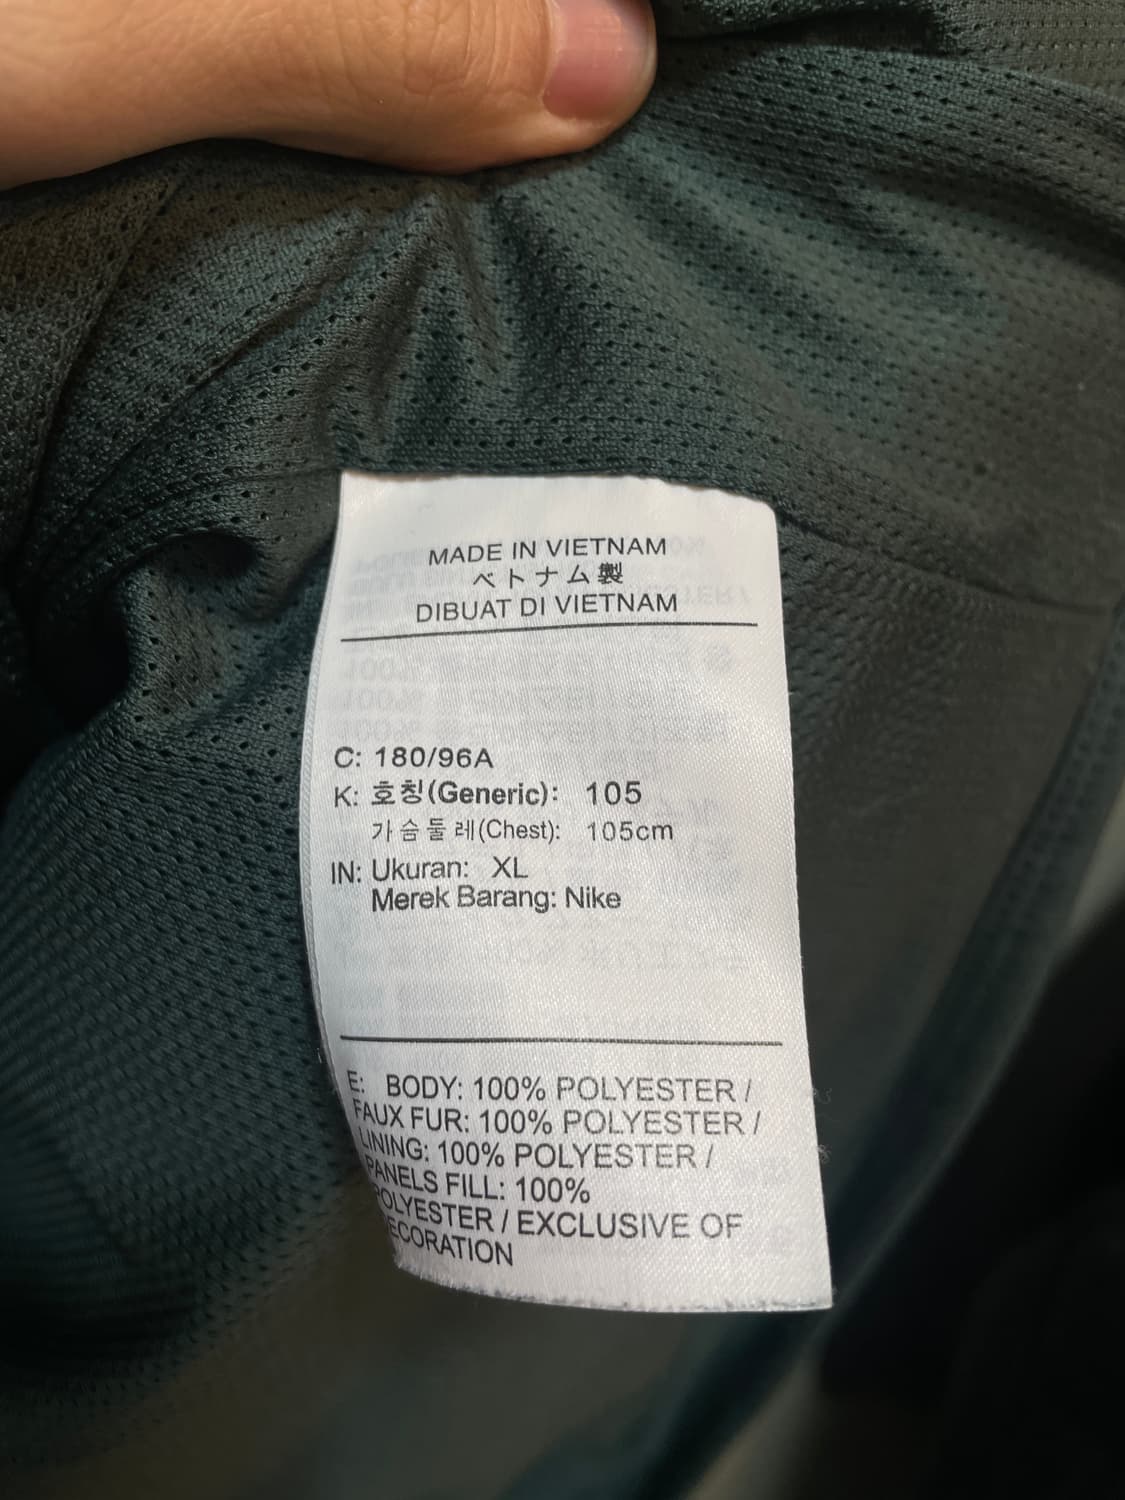 MADE IN VIETNAM
ベトナム製
DIBUAT DI VIETNAM
C: 180/96A
K: 호칭(Generic): 105
가슴둘레(Chest): 105cm
IN: Ukuran: XL
Merek Barang: Nike
E: BODY: 100% POLYESTER /
FAUX FUR: 100% POLYESTER /
LINING: 100% POLYESTER /
PANELS FILL: 100%
POLYESTER / EXCLUSIVE OF
ECORATION